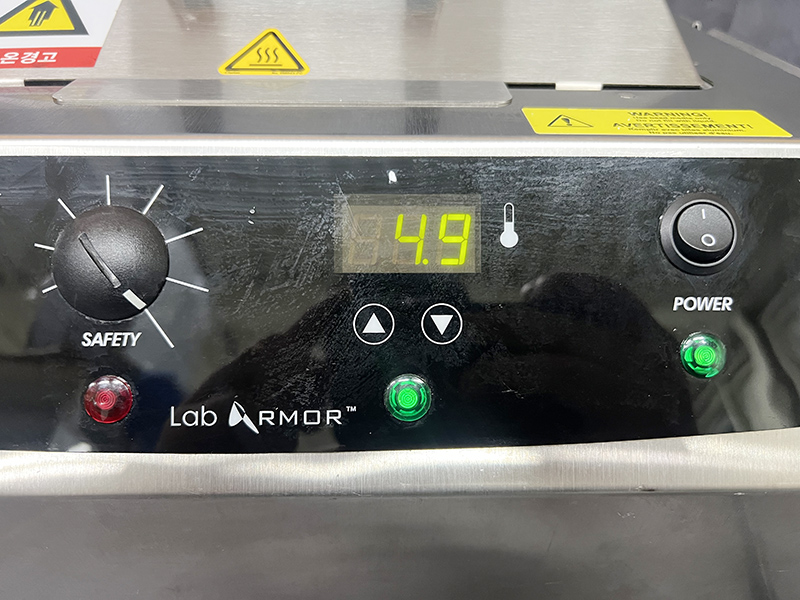 온경고
WARNING!
AVERTISSEMENT!
4.9
SAFETY
POWER
Lab ARMOR™